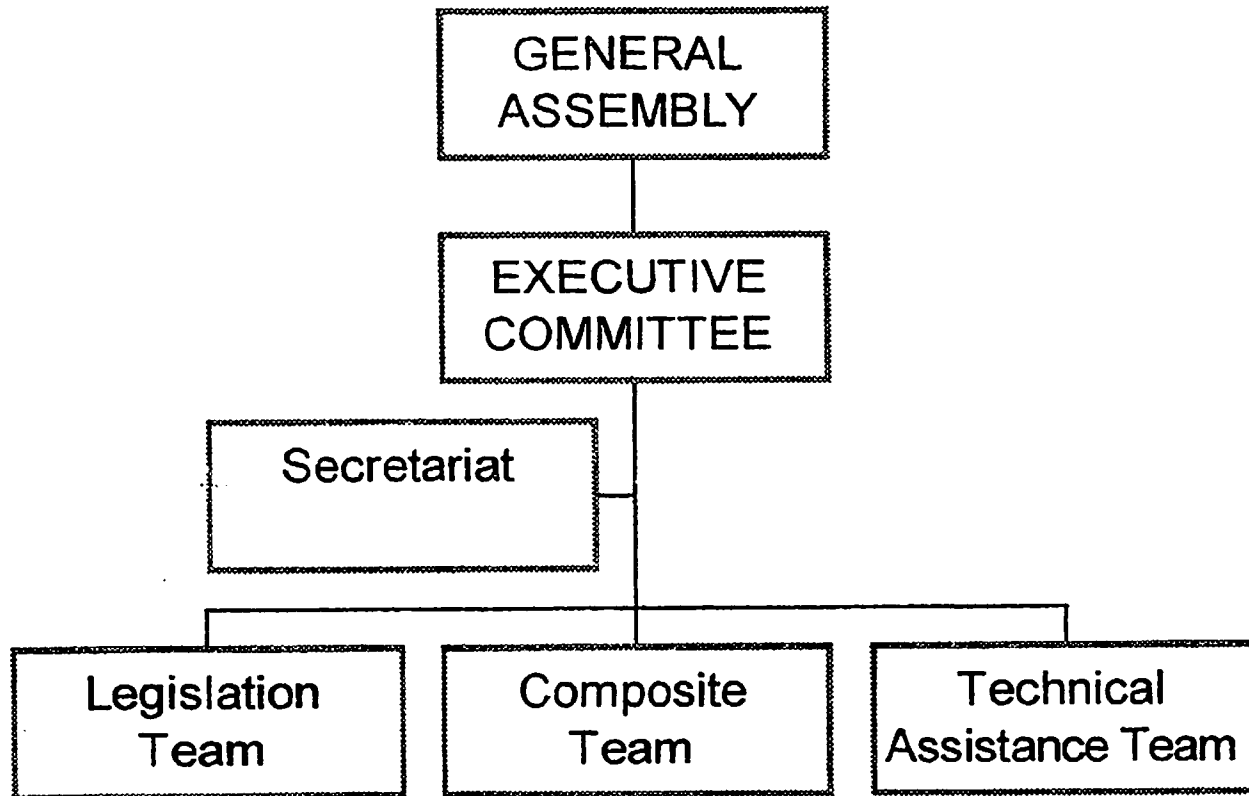 GENERAL
ASSEMBLY
EXECUTIVE
COMMITTEE
Secretariat
Legislation
Team
Composite
Team
Technical
Assistance Team